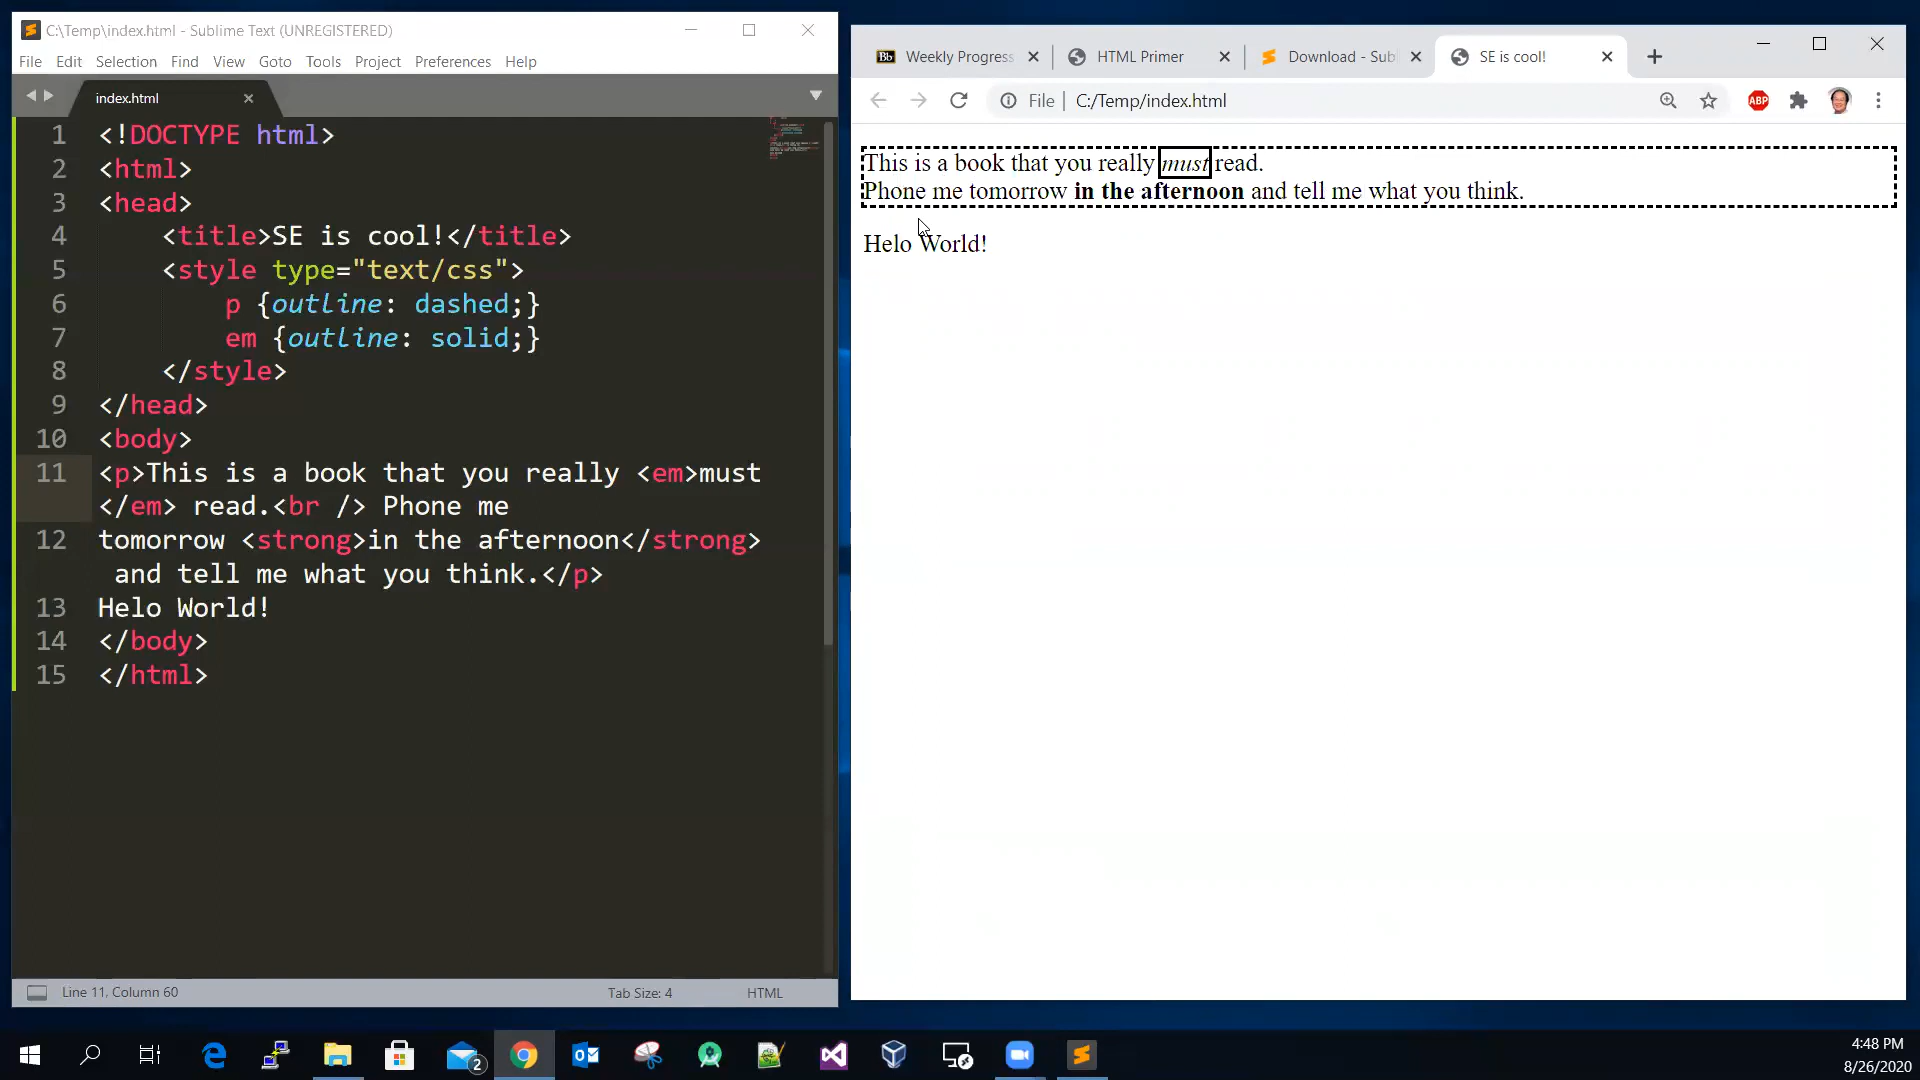 C:\Temp\index.html - Sublime Text (UNREGISTERED)
File Edit Selection Find View Goto Tools Project Preferences Help
index.html
1 <!DOCTYPE html>
2 <html>
3 <head>
4 <title>SE is cool!</title>
5 <style type="text/css">
6 p {outline: dashed;}
7 em {outline: solid;}
8 </style>
9 </head>
10 <body>
11 <p>This is a book that you really <em>must
</em> read.<br /> Phone me
12 tomorrow <strong>in the afternoon</strong>
and tell me what you think.</p>
13 Helo World!
14 </body>
15 </html>
Line 11, Column 60
Tab Size: 4
HTML
Bb Weekly Progress
HTML Primer
Download - Sub
SE is cool!
File C:/Temp/index.html
ABP
This is a book that you really must read.
Phone me tomorrow in the afternoon and tell me what you think.
Helo World!
2
4:48 PM
8/26/2020